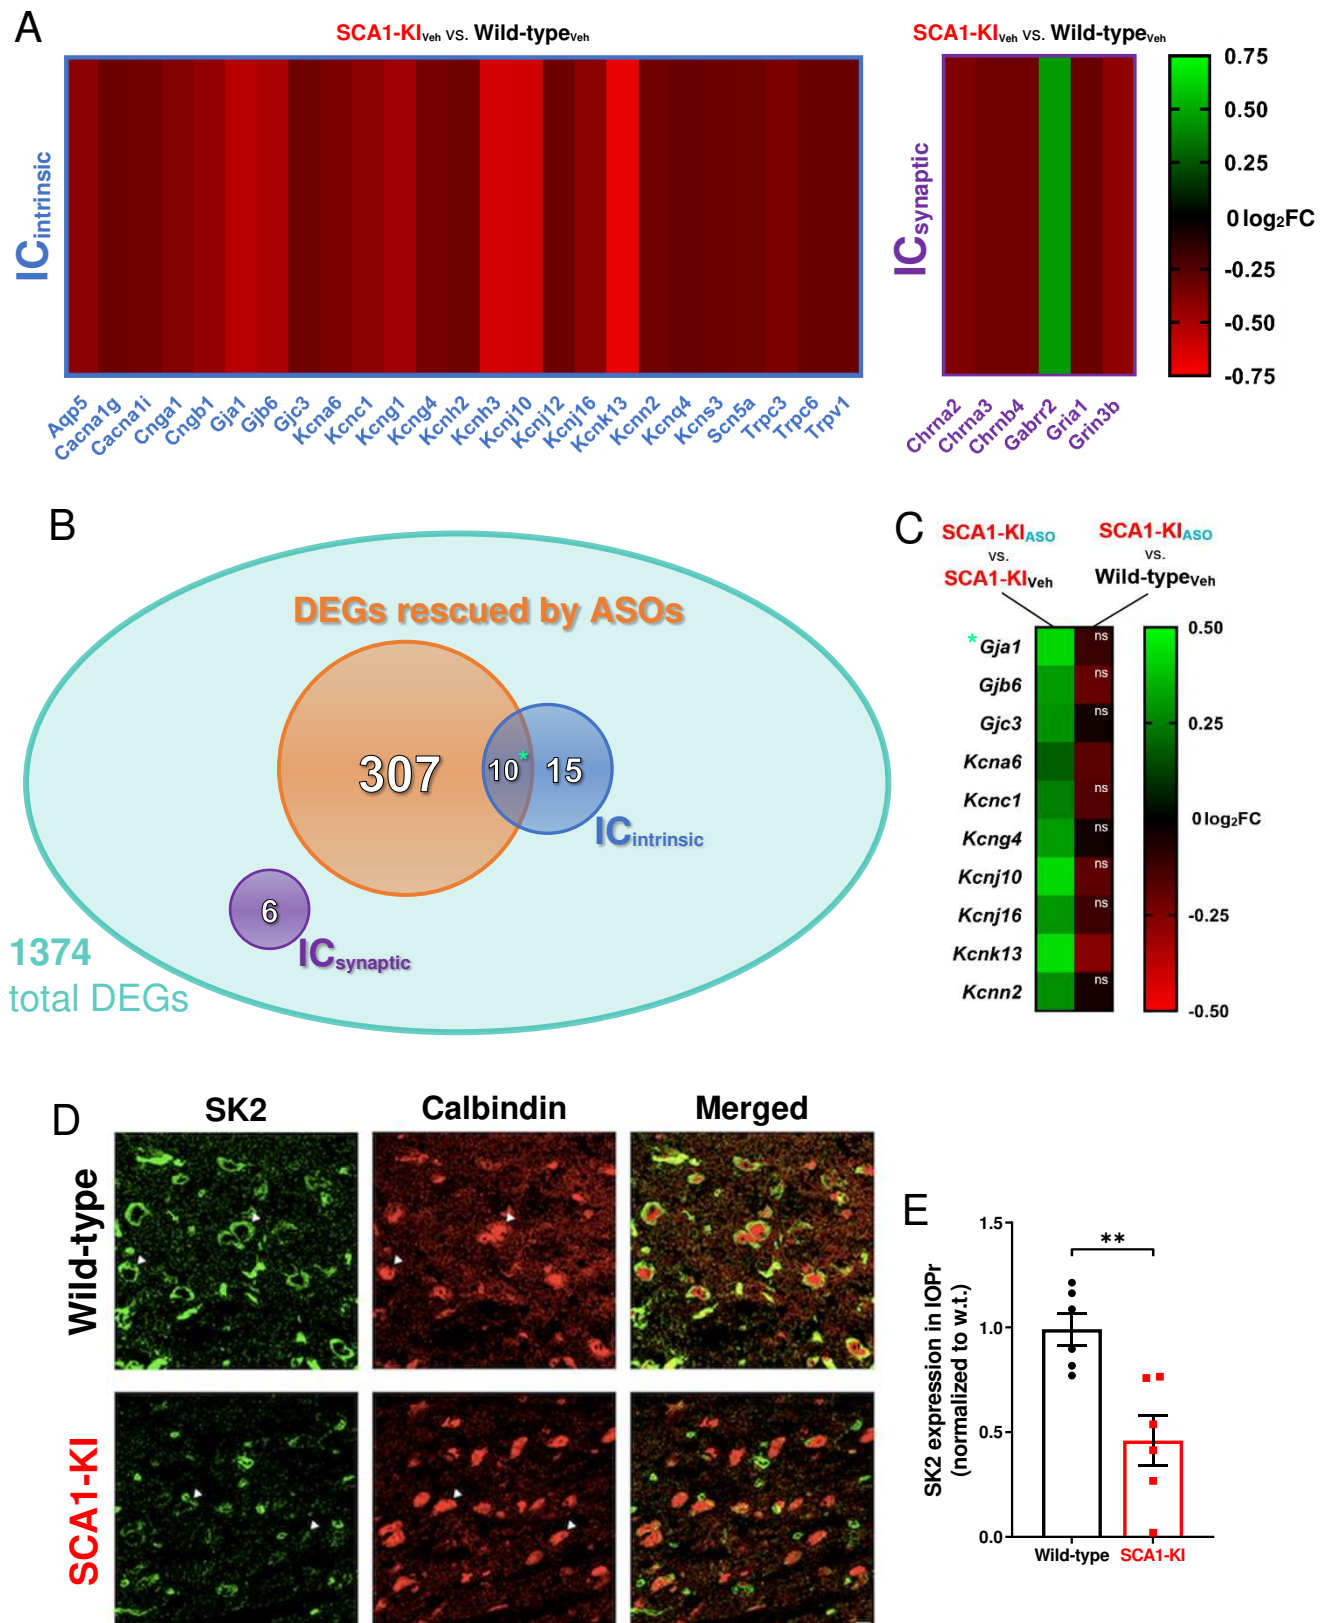 A
SCA1-KIVeh vs. Wild-typeVeh
SCA1-KIVeh vs. Wild-typeVeh
ICintrinsic
ICsynaptic
0.75
0.50
0.25
0 log2FC
-0.25
-0.50
-0.75
Aqp5
Cacna1g
Cacna1i
Cnga1
Cngb1
Gja1
Gjb6
Gjc3
Kcna6
Kcnc1
Kcng1
Kcng4
Kcnh2
Kcnh3
Kcnj10
Kcnj12
Kcnj16
Kcnk13
Kcnn2
Kcnq4
Kcns3
Scn5a
Trpc3
Trpc6
Trpv1
Chrna2
Chrna3
Chrnb4
Gabrr2
Gria1
Grin3b
B
DEGs rescued by ASOs
307
10*
15
ICintrinsic
6
ICsynaptic
1374
total DEGs
C
SCA1-KIASO
vs.
SCA1-KIVeh
SCA1-KIASO
vs.
Wild-typeVeh
*Gja1 ns
Gjb6 ns
Gjc3 ns
Kcna6
Kcnc1 ns
Kcng4 ns
Kcnj10 ns
Kcnj16 ns
Kcnk13
Kcnn2 ns
0.50
0.25
0 log2FC
-0.25
-0.50
D
SK2
Calbindin
Merged
Wild-type
SCA1-KI
E
SK2 expression in IOPr
(normalized to w.t.)
1.5
1.0
0.5
0.0
**
Wild-type
SCA1-KI